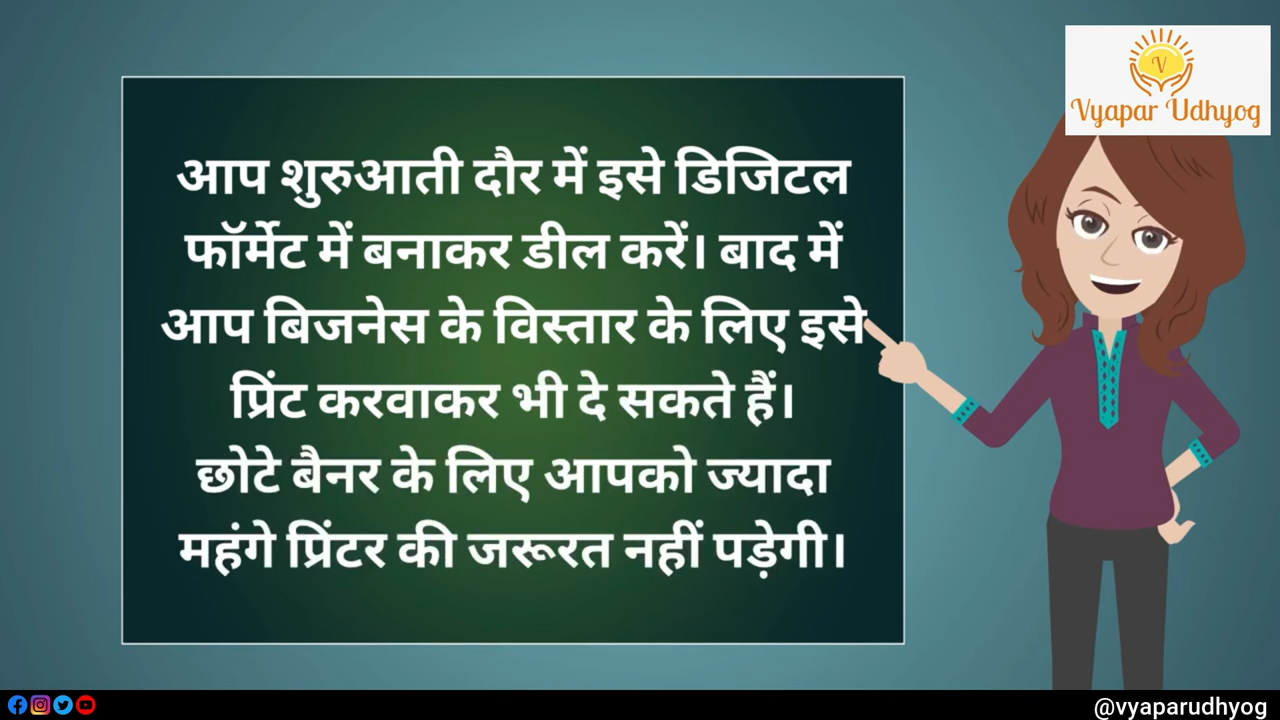 V
Vyapar Udhyog
आप शुरुआती दौर में इसे डिजिटल
फॉर्मेट में बनाकर डील करें। बाद में
आप बिजनेस के विस्तार के लिए इसे
प्रिंट करवाकर भी दे सकते हैं।
छोटे बैनर के लिए आपको ज्यादा
महंगे प्रिंटर की जरूरत नहीं पड़ेगी।
@vyaparudhyog